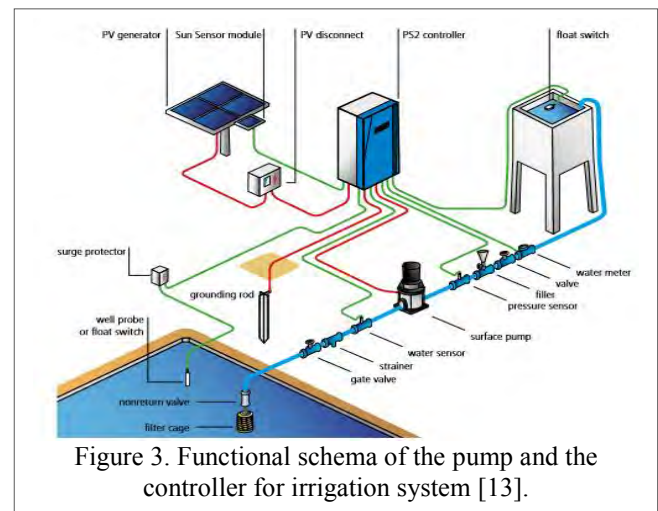 PV generator
Sun Sensor module
PV disconnect
PS2 controller
float switch
surge protector
grounding rod
well probe
or float switch
water meter
valve
filler
pressure sensor
surface pump
water sensor
strainer
gate valve
nonreturn valve
filter cage
Figure 3. Functional schema of the pump and the
controller for irrigation system [13].